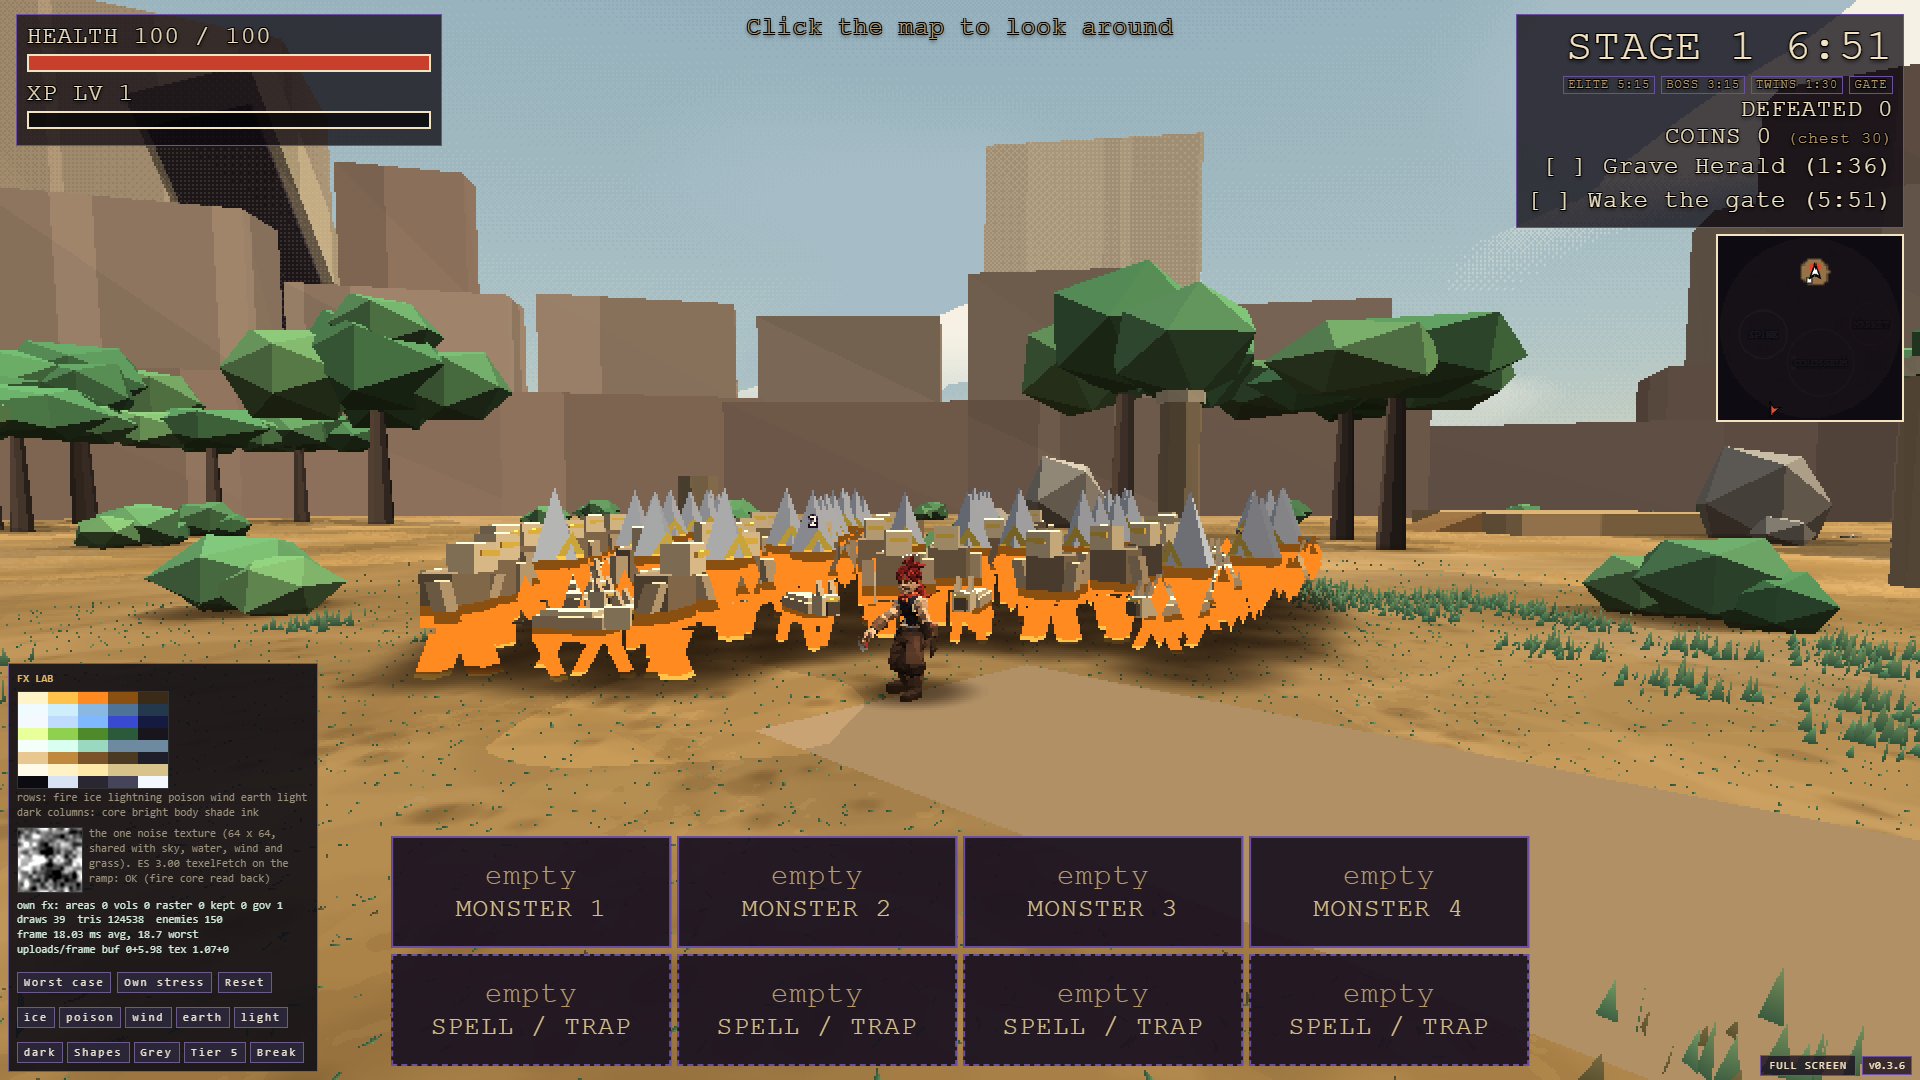 HEALTH 100 / 100
XP LV 1
Click the map to look around
STAGE 1 6:51
ELITE 5:15 BOSS 3:15 TWINS 1:30 GATE
DEFEATED 0
COINS 0 (chest 30)
[ ] Grave Herald (1:36)
[ ] Wake the gate (5:51)
FX LAB
rows: fire ice lightning poison wind earth light
dark columns: core bright body shade ink
the one noise texture (64 x 64,
shared with sky, water, wind and
grass). ES 3.00 texelFetch on the
ramp: OK (fire core read back)
own fx: areas 0 vols 0 raster 0 kept 0 gov 1
draws 39 tris 124538 enemies 150
frame 18.03 ms avg, 18.7 worst
uploads/frame buf 0+5.98 tex 1.07+0
Worst case Own stress Reset
ice poison wind earth light
dark Shapes Grey Tier 5 Break
empty
MONSTER 1
empty
MONSTER 2
empty
MONSTER 3
empty
MONSTER 4
empty
SPELL / TRAP
empty
SPELL / TRAP
empty
SPELL / TRAP
empty
SPELL / TRAP
FULL SCREEN v0.3.6